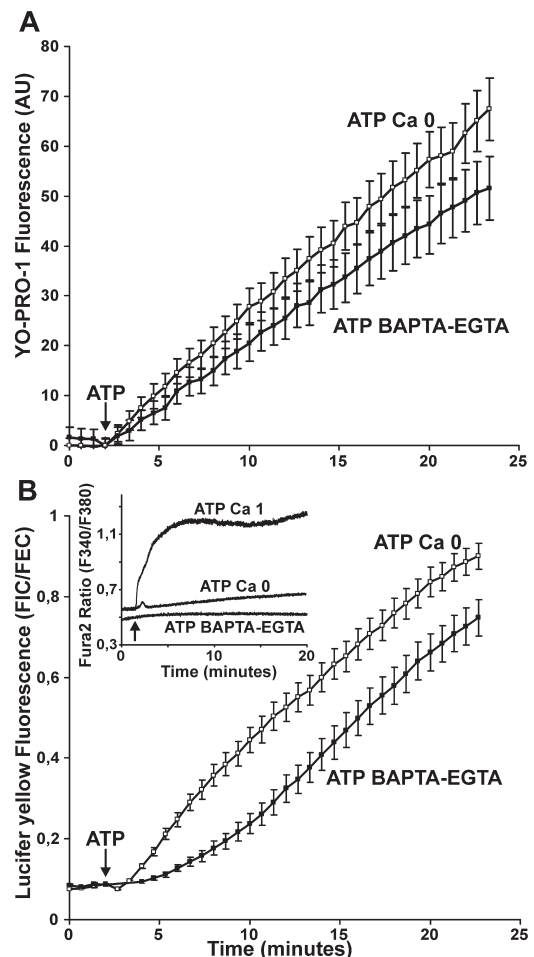 A
80
70
60
50
40
30
20
10
0
YO-PRO-1 Fluorescence (AU)
ATP Ca 0
ATP BAPTA-EGTA
ATP
0 5 10 15 20 25
B
1
0,8
0,6
0,4
0,2
0
Lucifer yellow Fluorescence (FIC/FEC)
Fura2 Ratio (F340/F380)
1,1
0,7
0,3
ATP Ca 1
ATP Ca 0
ATP BAPTA-EGTA
0 10 20
Time (minutes)
ATP Ca 0
ATP BAPTA-EGTA
ATP
0 5 10 15 20 25
Time (minutes)